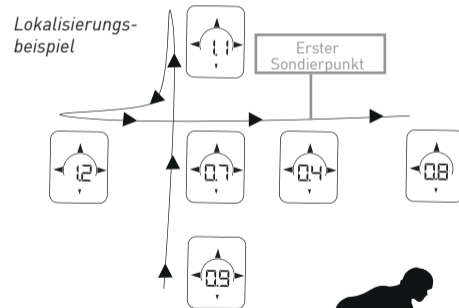 Lokalisierungs-
beispiel
1.1
Erster
Sondierpunkt
1.2
0.7
0.4
0.8
0.9